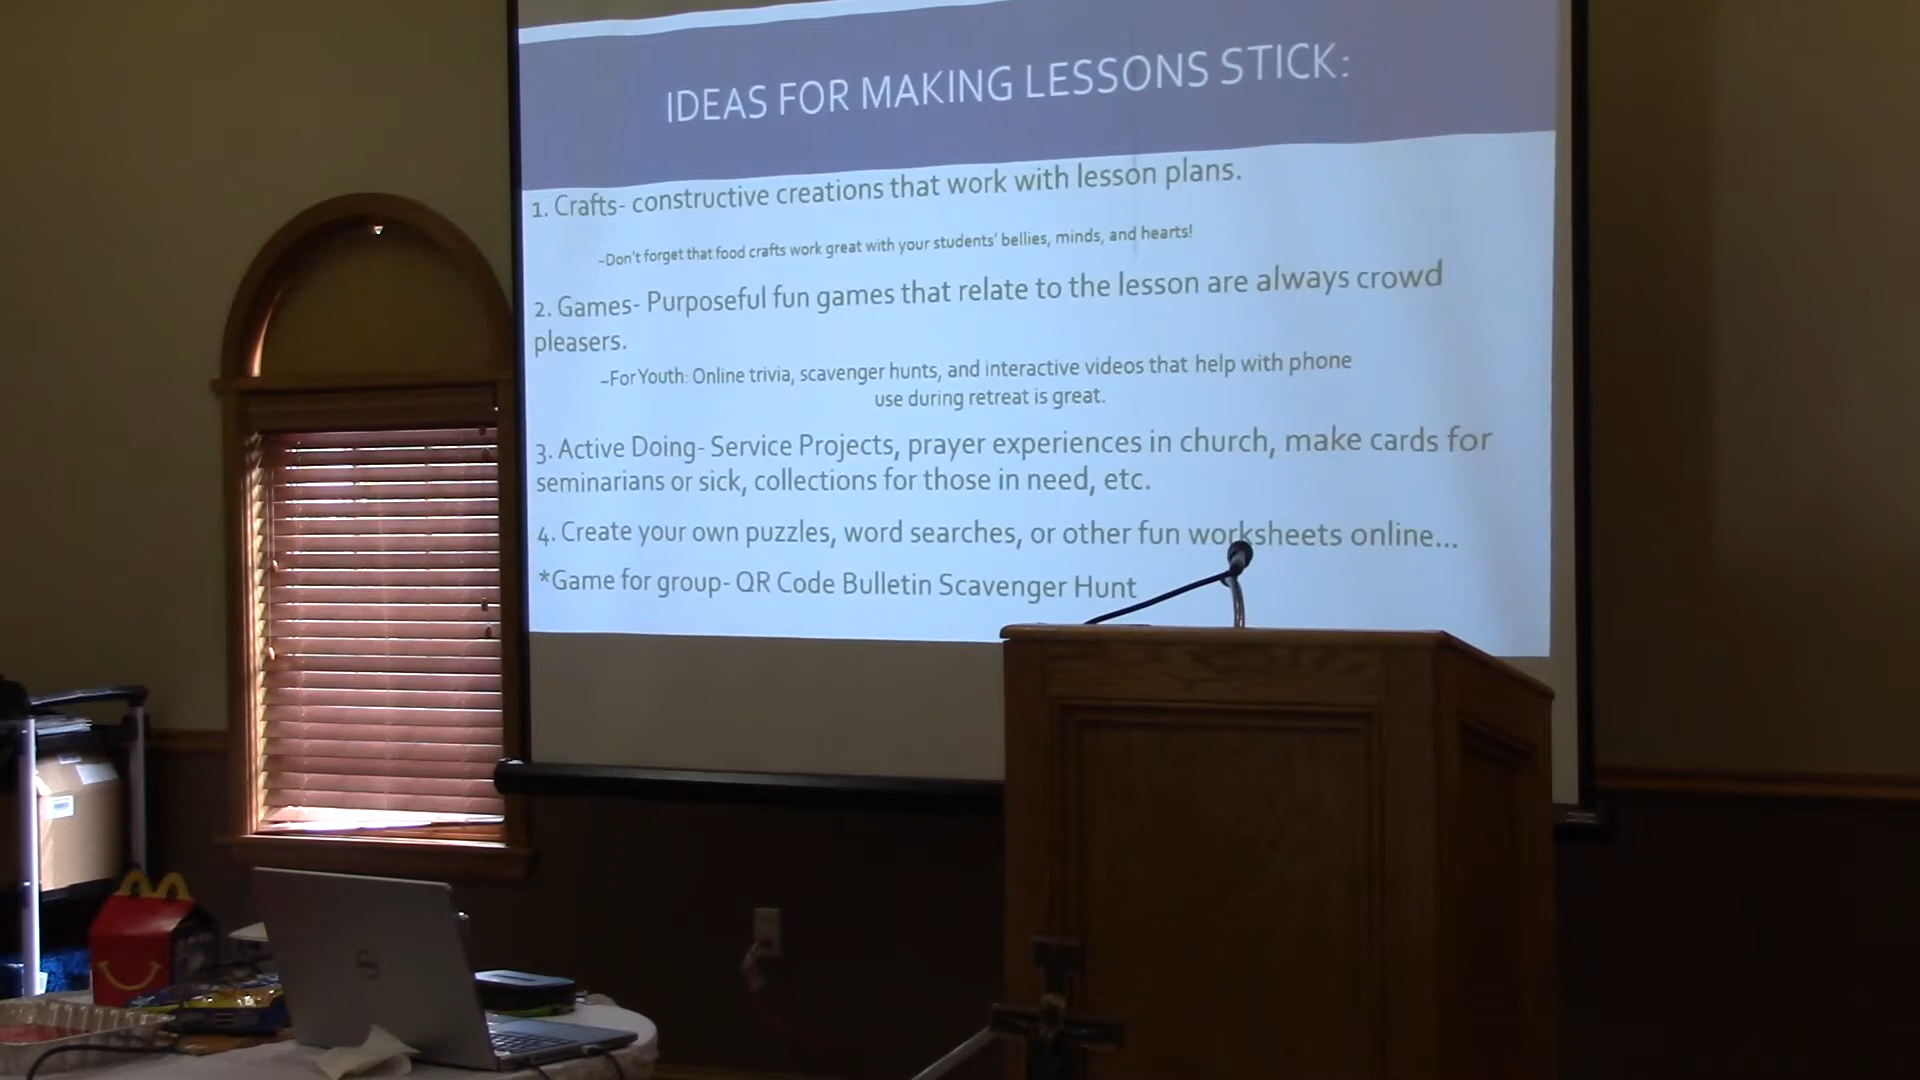 IDEAS FOR MAKING LESSONS STICK:
1. Crafts- constructive creations that work with lesson plans.
~Don't forget that food crafts work great with your students' bellies, minds, and hearts!
2. Games- Purposeful fun games that relate to the lesson are always crowd
pleasers.
~For Youth: Online trivia, scavenger hunts, and interactive videos that help with phone
use during retreat is great.
3. Active Doing- Service Projects, prayer experiences in church, make cards for
seminarians or sick, collections for those in need, etc.
4. Create your own puzzles, word searches, or other fun worksheets online...
*Game for group- QR Code Bulletin Scavenger Hunt